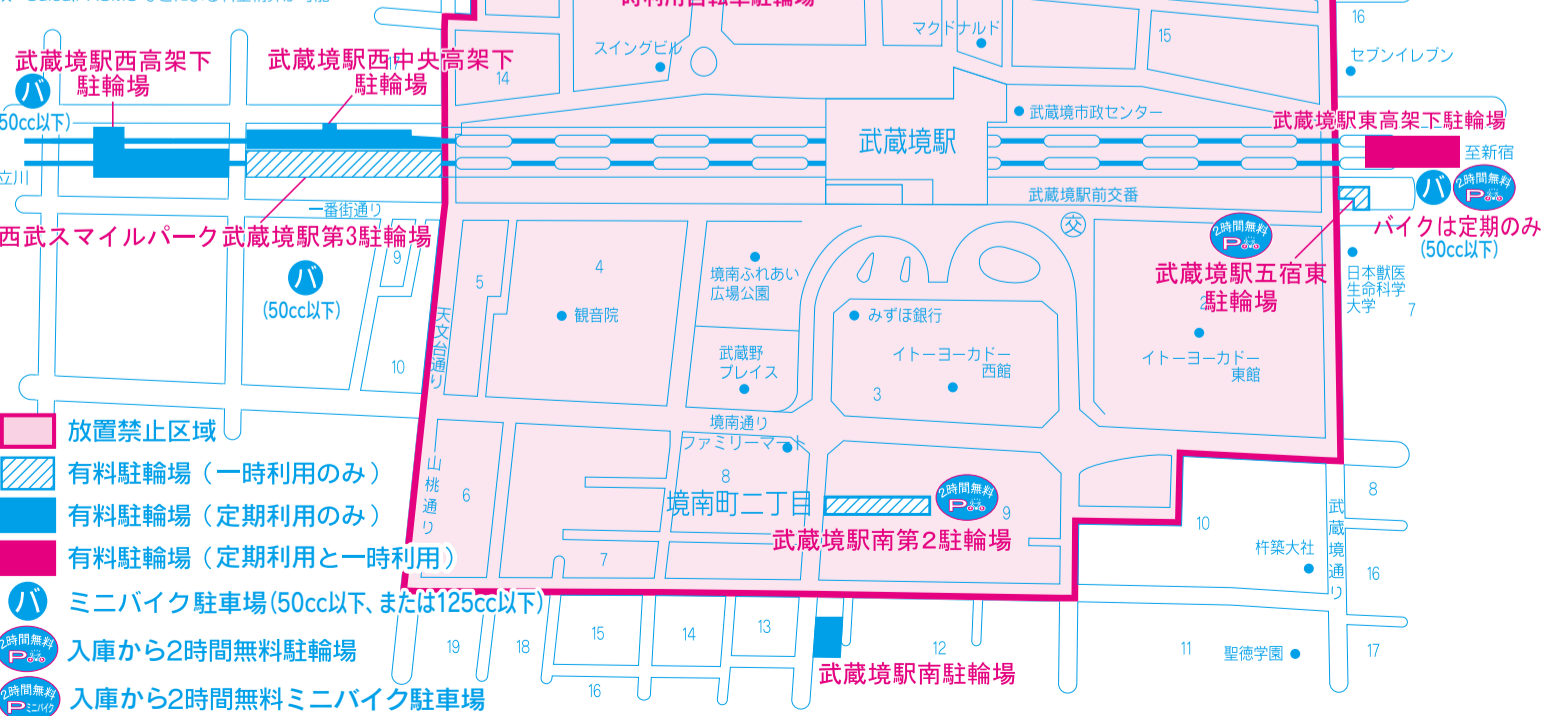 時利用自転車駐輪場
16
マクドナルド
15
スイングビル
セブンイレブン
武蔵境駅西高架下
駐輪場
武蔵境駅西中央高架下
駐輪場
14
バ
(50cc以下)
武蔵境市政センター
武蔵境駅東高架下駐輪場
武蔵境駅
至新宿
立川
武蔵境駅前交番
交
バ
2時間無料
P
バイクは定期のみ
(50cc以下)
一番街通り
西武スマイルパーク武蔵境駅第3駐輪場
9
バ
(50cc以下)
5
4
境南ふれあい
広場公園
2時間無料
P
武蔵境駅五宿東
駐輪場
日本獣医
生命科学
大学
7
2
観音院
みずほ銀行
天文台通り
武蔵野
プレイス
イトーヨーカドー
西館
イトーヨーカドー
東館
10
3
境南通り
ファミリーマート
放置禁止区域
有料駐輪場(一時利用のみ)
有料駐輪場(定期利用のみ)
有料駐輪場(定期利用と一時利用)
バ
ミニバイク駐車場(50cc以下、または125cc以下)
2時間無料
P
入庫から2時間無料駐輪場
2時間無料
Pミニバイク
入庫から2時間無料ミニバイク駐車場
山桃通り
6
8
境南町二丁目
2時間無料
P
9
武蔵境駅南第2駐輪場
7
8
10
武蔵境通り
杵築大社
16
19
18
15
14
13
12
11
聖徳学園
17
武蔵境駅南駐輪場
16